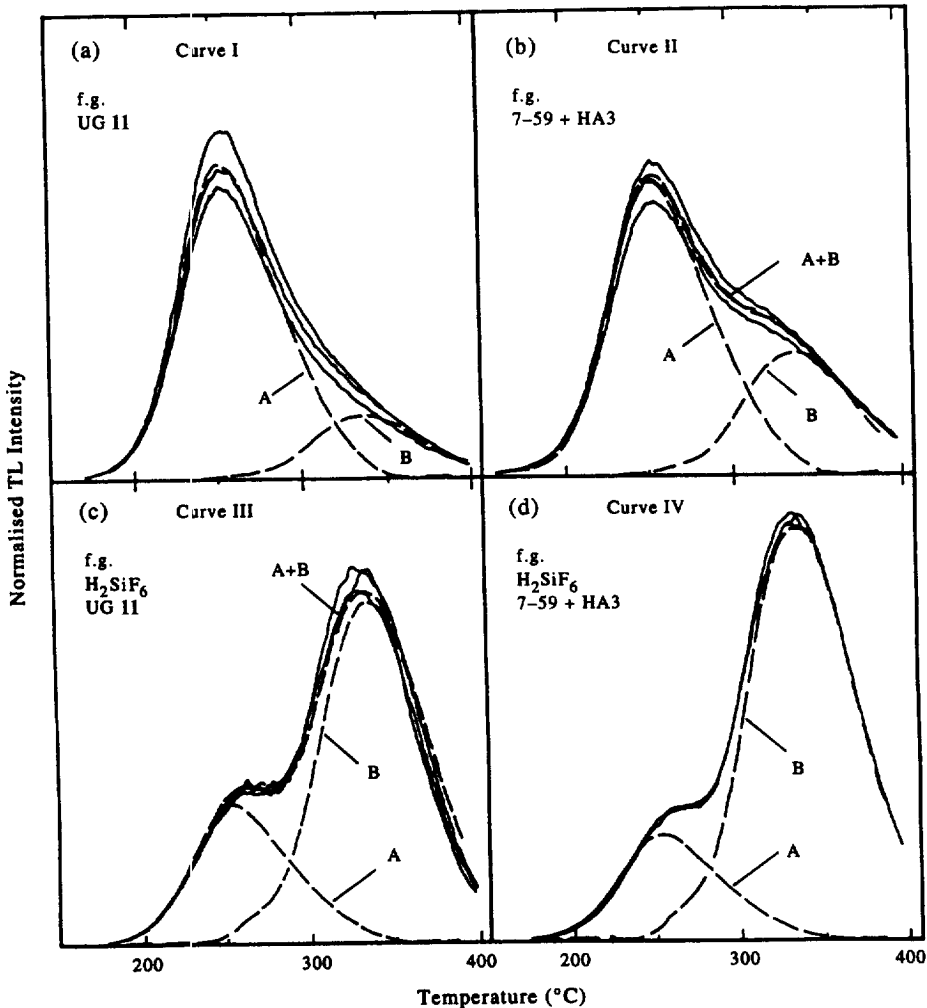 (a) Curve I
f.g.
UG 11
A
B
(b) Curve II
f.g.
7-59 + HA3
A+B
A
B
(c) Curve III
f.g.
H₂SiF₆
UG 11
A+B
B
A
(d) Curve IV
f.g.
H₂SiF₆
7-59 + HA3
B
A
Normalised TL Intensity
200 300 400 200 300 400
Temperature (°C)